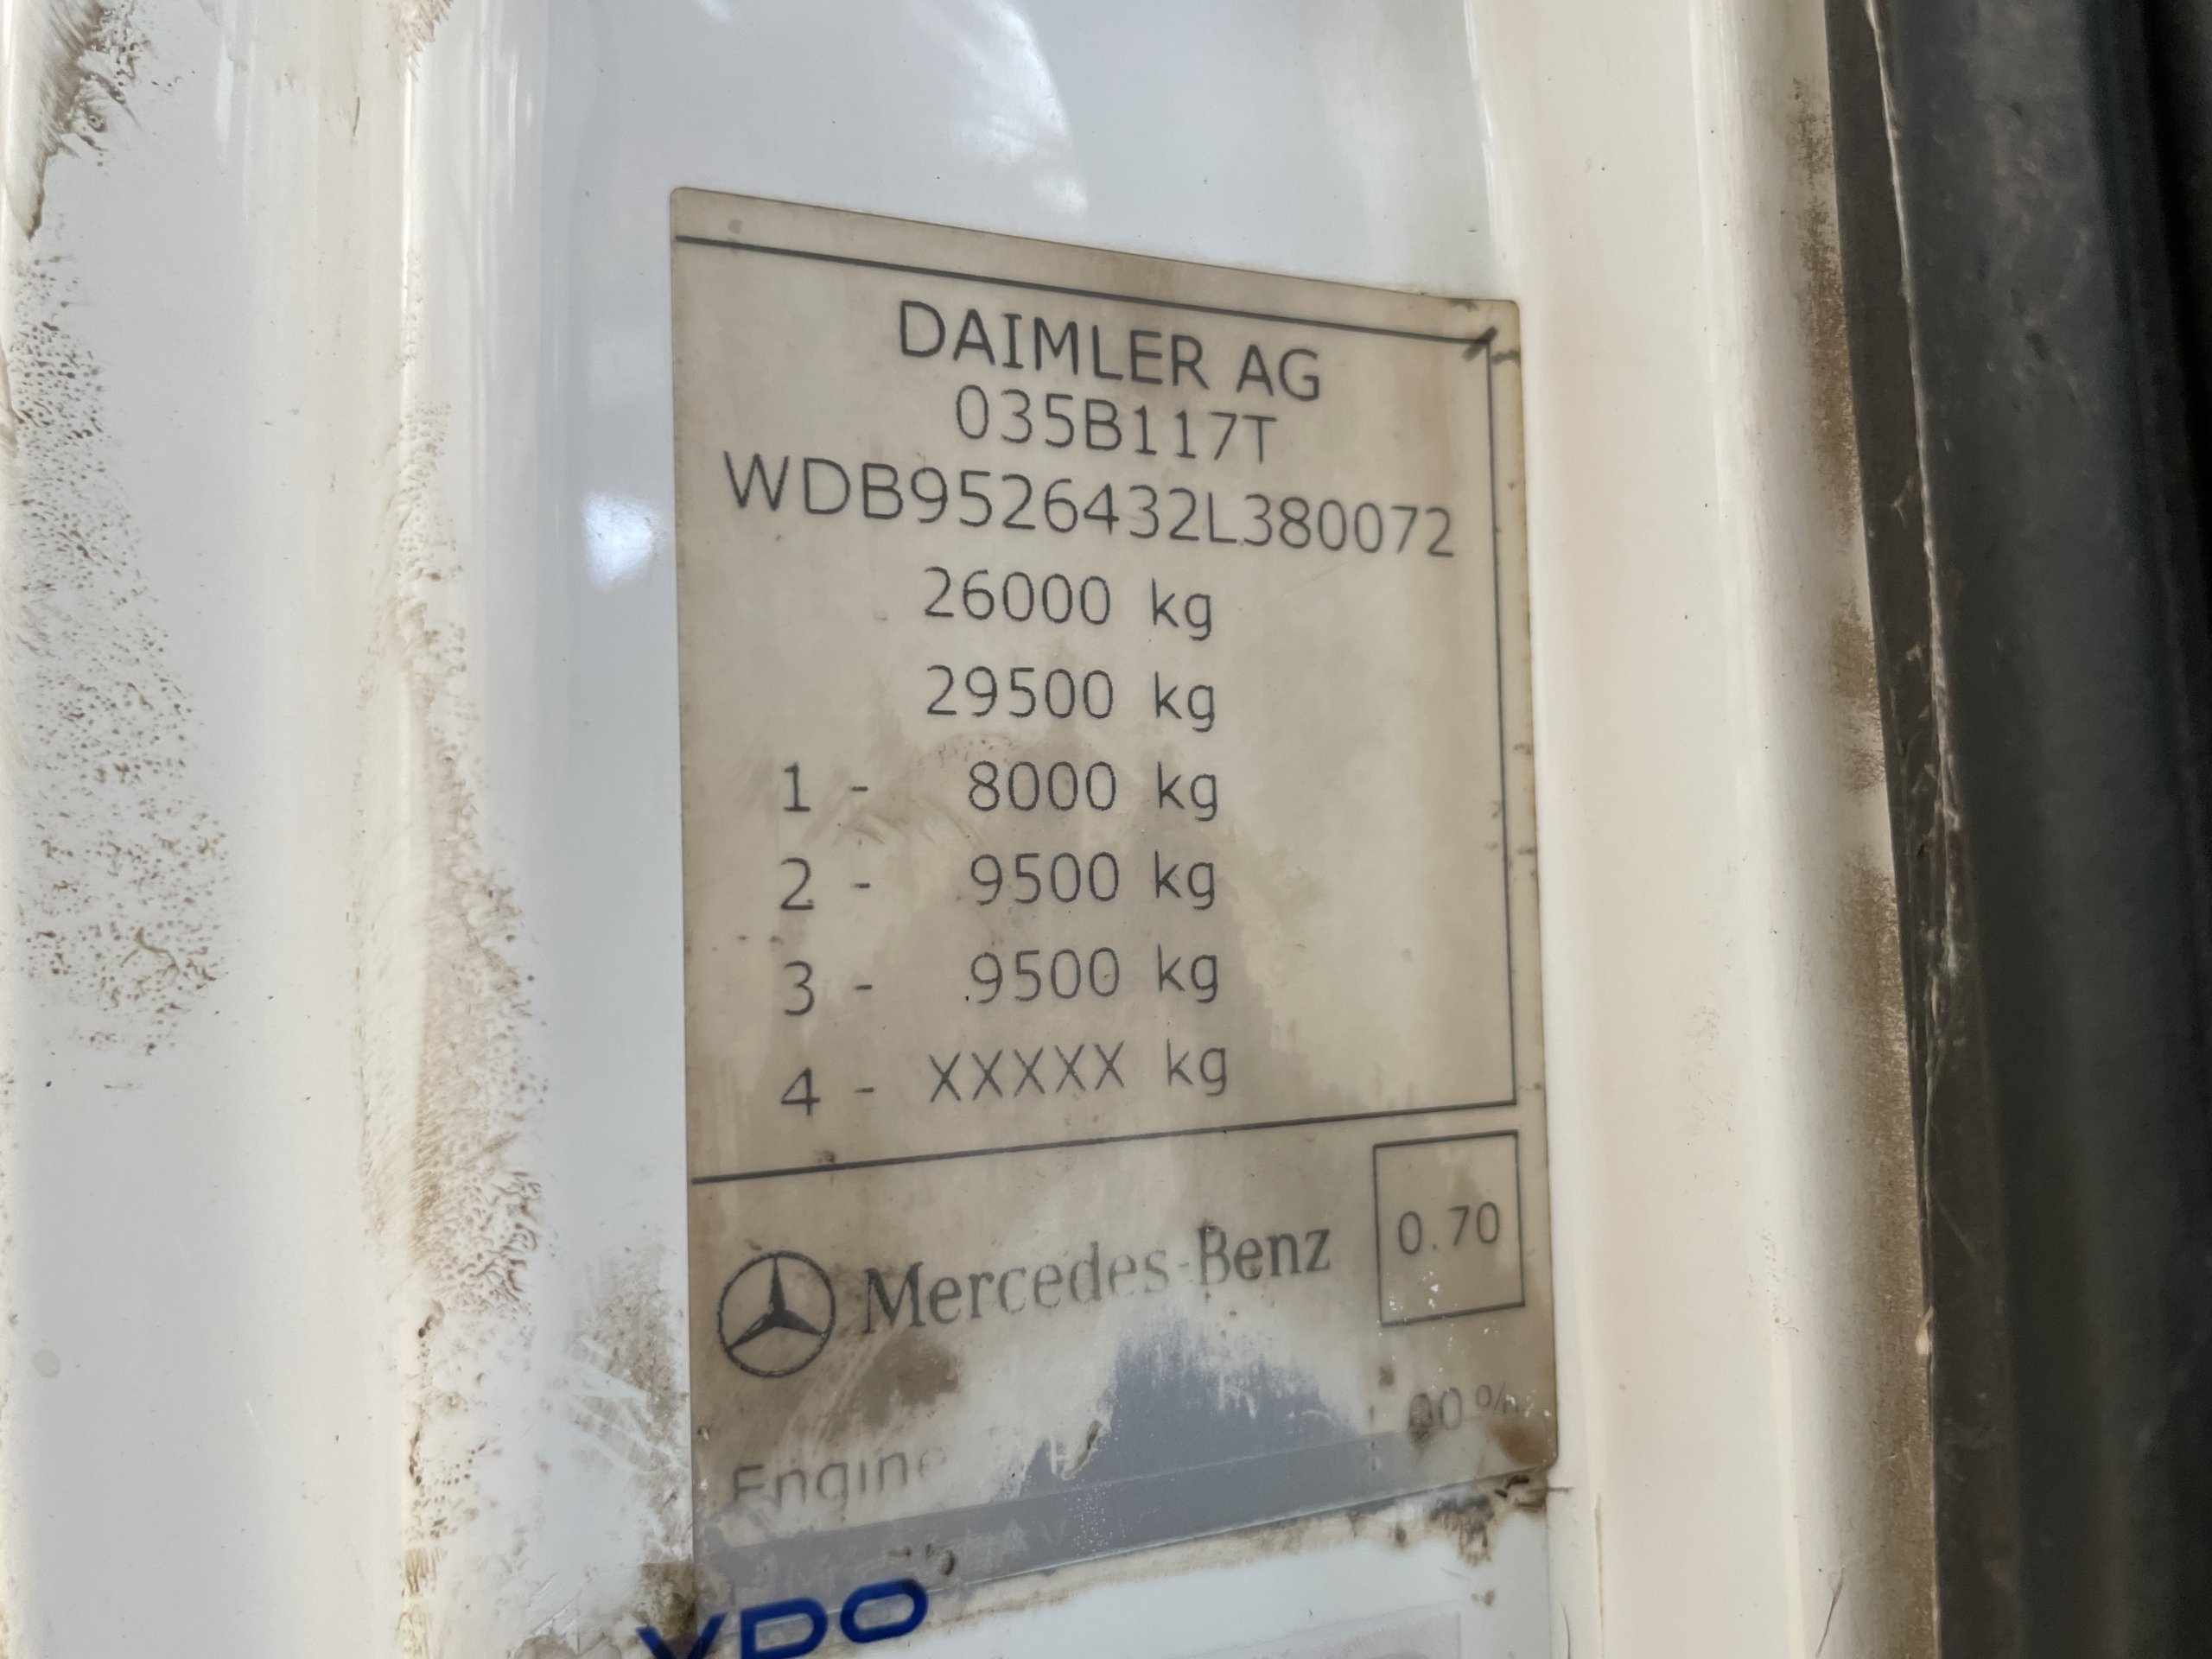 DAIMLER AG
035B117T
WDB9526432L380072
26000 kg
29500 kg
1 - 8000 kg
2 - 9500 kg
3 - 9500 kg
4 - XXXXX kg
Mercedes-Benz
0.70
Engine
VDO